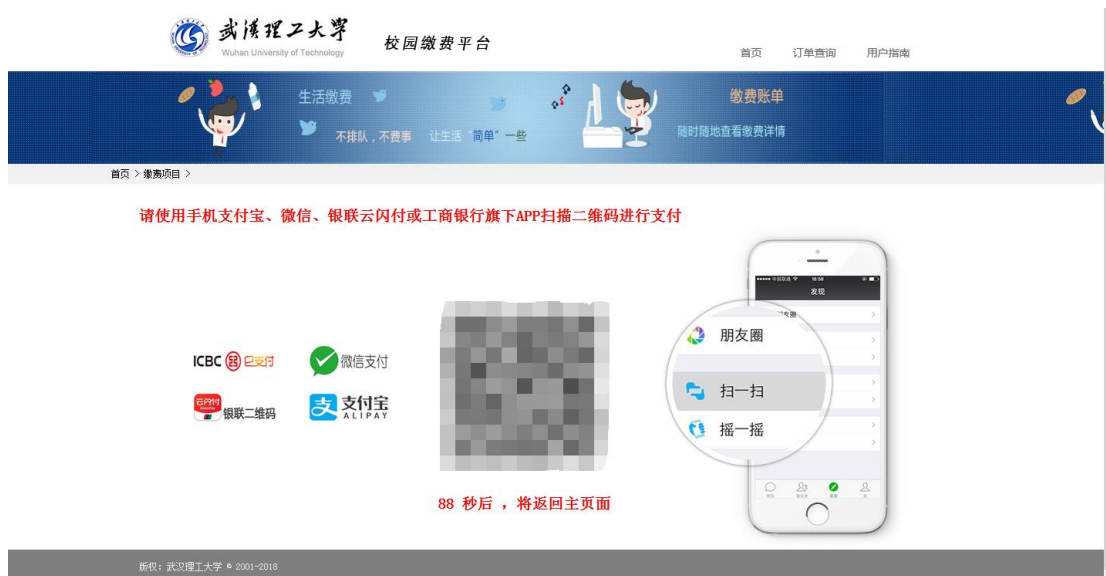 武汉理工大学
Wuhan University of Technology
校园缴费平台
首页 订单查询 用户指南
生活缴费
不排队，不费事 让生活“简单”一些
缴费账单
随时随地查看缴费详情
首页 > 缴费项目 >
请使用手机支付宝、微信、银联云闪付或工商银行旗下APP扫描二维码进行支付
中国联通 16:58
发现
朋友圈
扫一扫
摇一摇
ICBC e支付
微信支付
云闪付
银联二维码
支付宝
ALIPAY
88 秒后 ，将返回主页面
版权：武汉理工大学 © 2001-2018